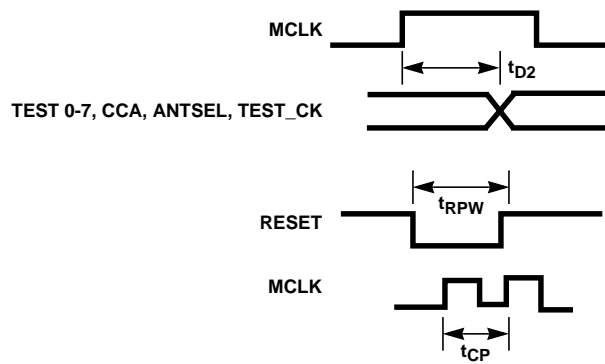 MCLK
tD2
TEST 0-7, CCA, ANTSEL, TEST_CK
tRPW
RESET
MCLK
tCP